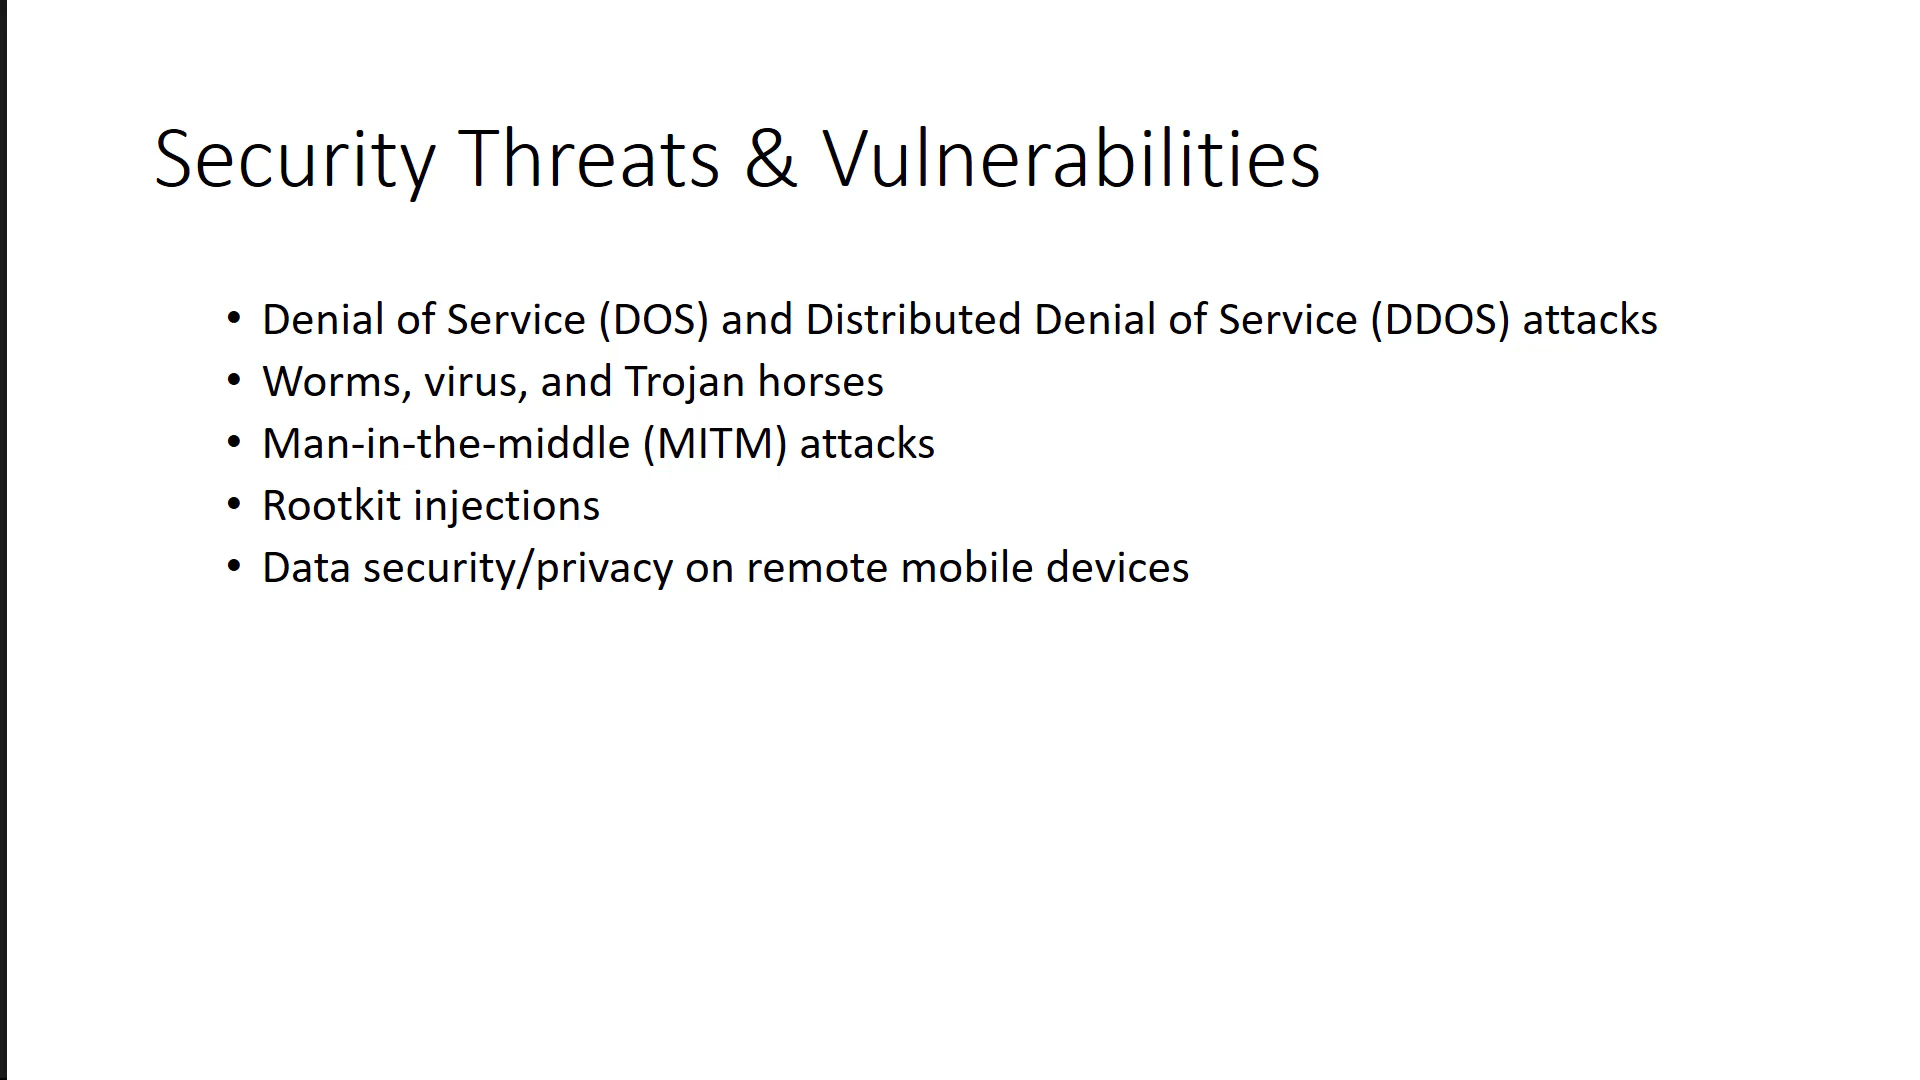 Security Threats & Vulnerabilities
• Denial of Service (DOS) and Distributed Denial of Service (DDOS) attacks
• Worms, virus, and Trojan horses
• Man-in-the-middle (MITM) attacks
• Rootkit injections
• Data security/privacy on remote mobile devices